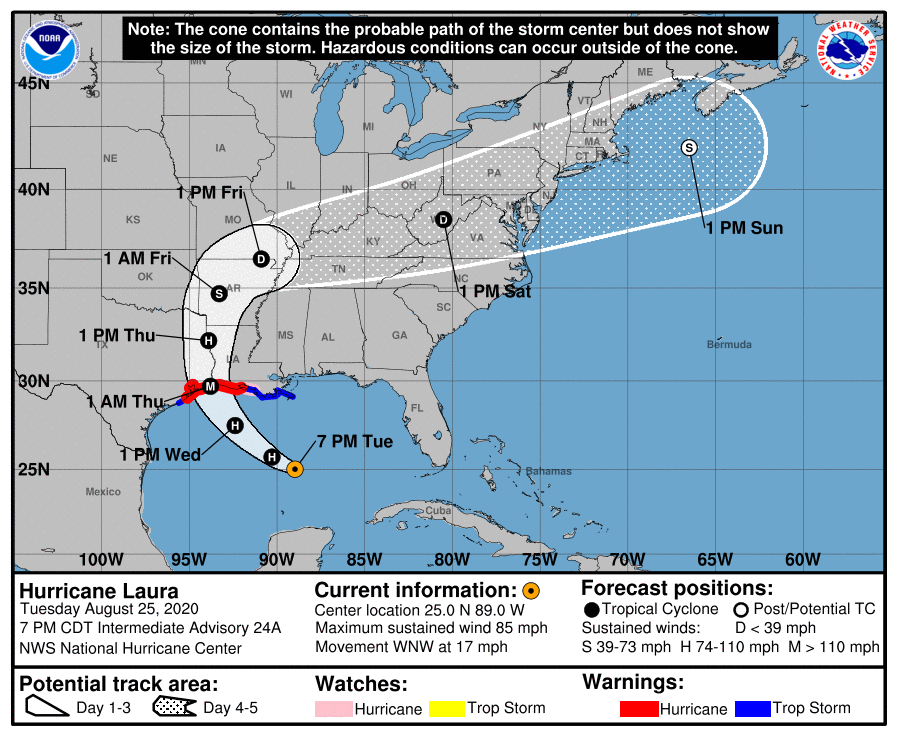 Note: The cone contains the probable path of the storm center but does not show
the size of the storm. Hazardous conditions can occur outside of the cone.
NOAA
NATIONAL WEATHER SERVICE
45N
40N
35N
30N
25N
MN
SD
WI
MI
ME
VT
NH
NY
MA
CT
RI
NE
IA
IL
IN
OH
PA
NJ
MD
DE
KS
MO
KY
WV
VA
OK
AR
TN
NC
SC
MS
AL
GA
TX
LA
FL
Bermuda
Bahamas
Mexico
Cuba
1 PM Fri
D
1 AM Fri
S
1 PM Thu
H
1 AM Thu
M
1 PM Wed
H
H
7 PM Tue
D
1 PM Sat
S
1 PM Sun
100W 95W 90W 85W 80W 75W 70W 65W 60W
Hurricane Laura
Tuesday August 25, 2020
7 PM CDT Intermediate Advisory 24A
NWS National Hurricane Center
Current information:
Center location 25.0 N 89.0 W
Maximum sustained wind 85 mph
Movement WNW at 17 mph
Forecast positions:
Tropical Cyclone Post/Potential TC
Sustained winds: D < 39 mph
S 39-73 mph H 74-110 mph M > 110 mph
Potential track area:
Day 1-3 Day 4-5
Watches:
Hurricane Trop Storm
Warnings:
Hurricane Trop Storm